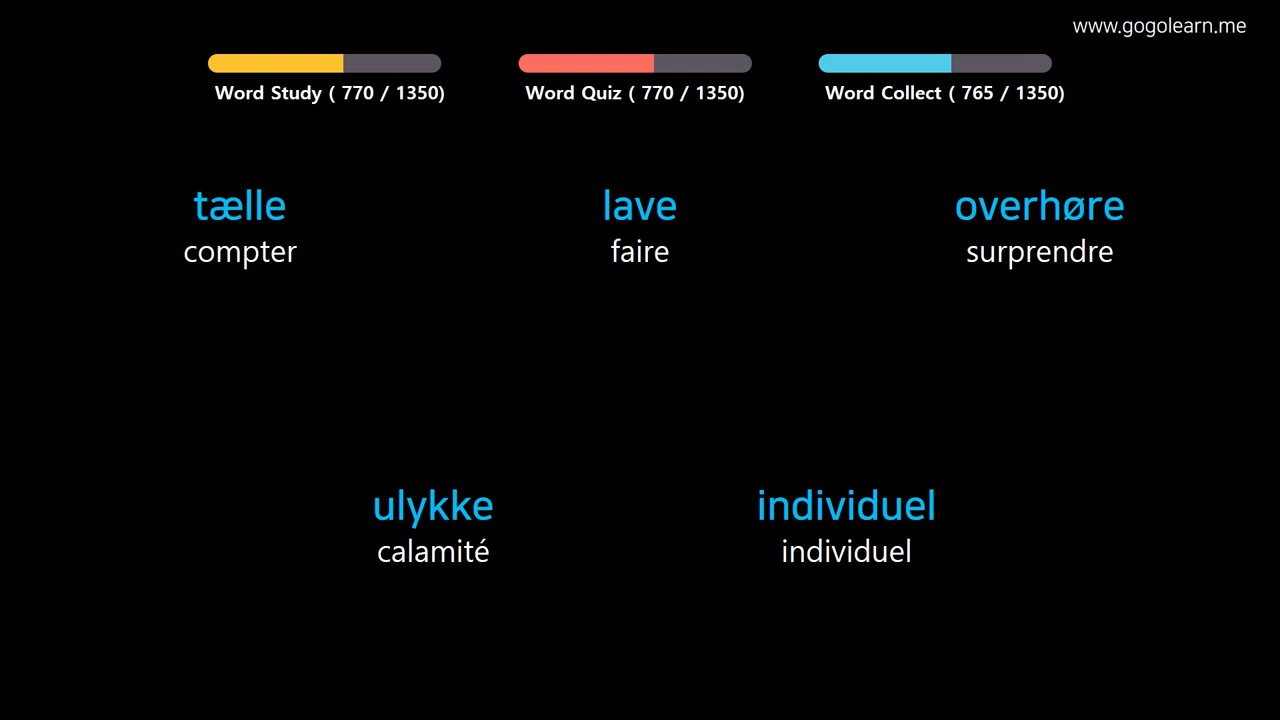 www.gogolearn.me
Word Study ( 770 / 1350)
Word Quiz ( 770 / 1350)
Word Collect ( 765 / 1350)
tælle
compter
lave
faire
overhøre
surprendre
ulykke
calamité
individuel
individuel